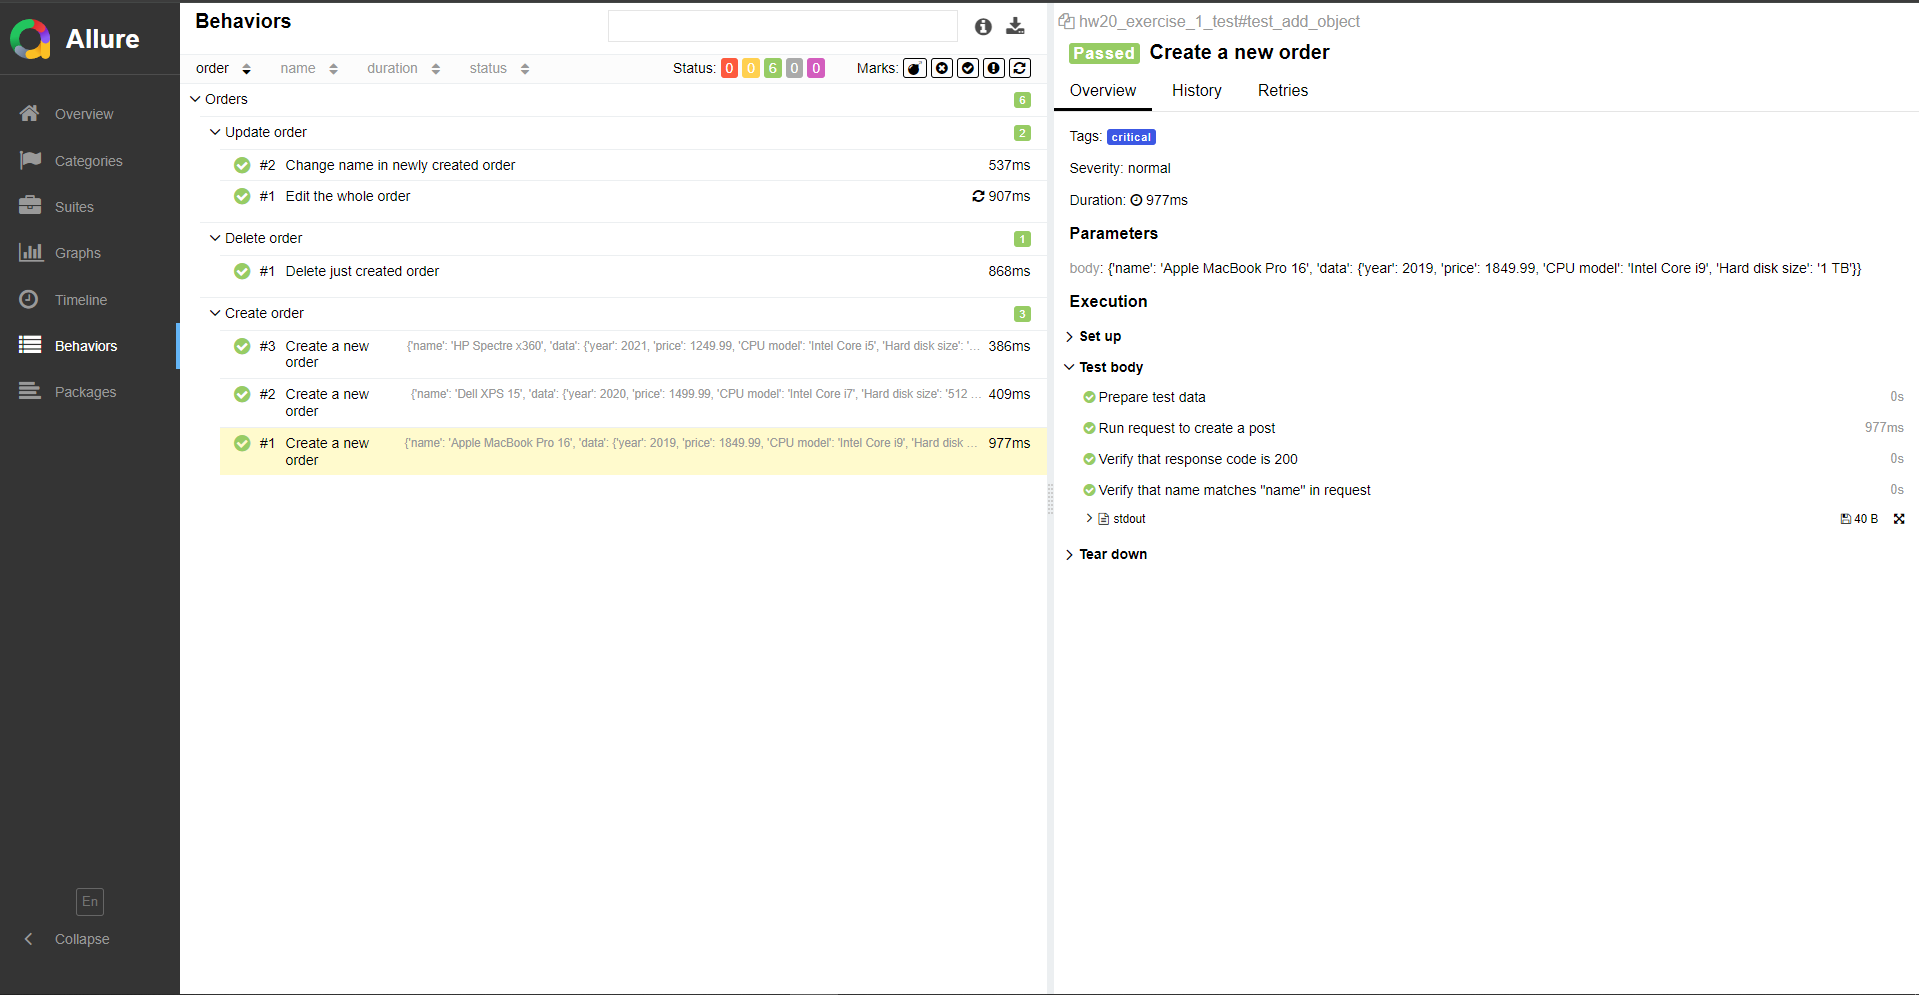 Allure
Overview
Categories
Suites
Graphs
Timeline
Behaviors
Packages
En
Collapse
Behaviors
order name duration status Status: 0 0 6 0 0 Marks:
Orders 6
Update order 2
#2 Change name in newly created order 537ms
#1 Edit the whole order 907ms
Delete order 1
#1 Delete just created order 868ms
Create order 3
#3 Create a new order {'name': 'HP Spectre x360', 'data': {'year': 2021, 'price': 1249.99, 'CPU model': 'Intel Core i5', 'Hard disk size': '... 386ms
#2 Create a new order {'name': 'Dell XPS 15', 'data': {'year': 2020, 'price': 1499.99, 'CPU model': 'Intel Core i7', 'Hard disk size': '512 ... 409ms
#1 Create a new order {'name': 'Apple MacBook Pro 16', 'data': {'year': 2019, 'price': 1849.99, 'CPU model': 'Intel Core i9', 'Hard disk ... 977ms
hw20_exercise_1_test#test_add_object
Passed Create a new order
Overview History Retries
Tags: critical
Severity: normal
Duration: 977ms
Parameters
body: {'name': 'Apple MacBook Pro 16', 'data': {'year': 2019, 'price': 1849.99, 'CPU model': 'Intel Core i9', 'Hard disk size': '1 TB'}}
Execution
Set up
Test body
Prepare test data 0s
Run request to create a post 977ms
Verify that response code is 200 0s
Verify that name matches "name" in request 0s
stdout 40 B
Tear down